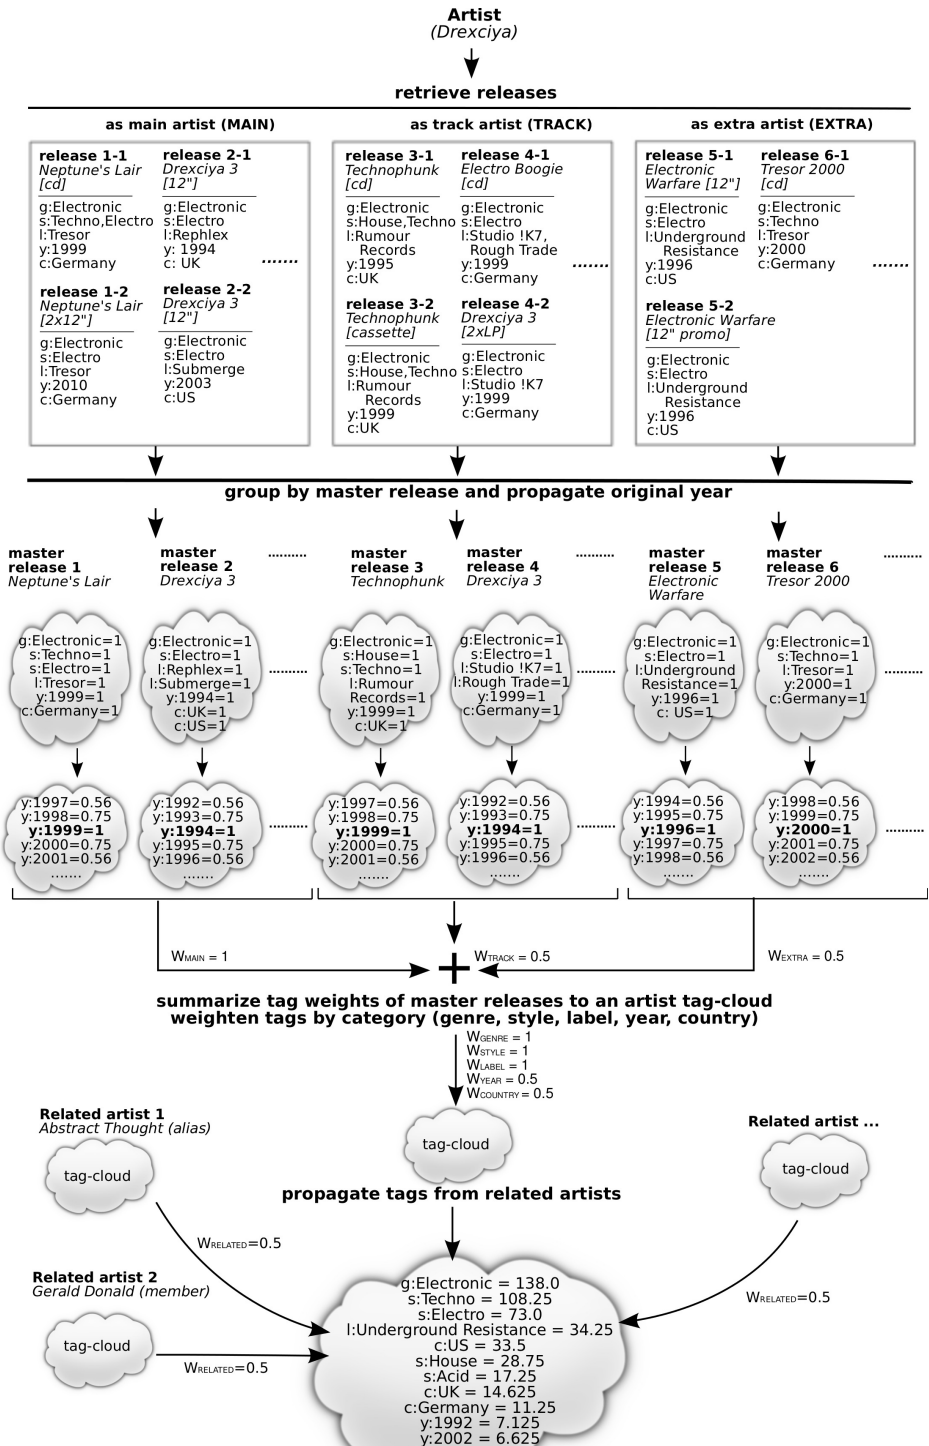 Artist
(Drexciya)
retrieve releases
as main artist (MAIN)
release 1-1
Neptune's Lair
[cd]
g:Electronic
s:Techno,Electro
l:Tresor
y:1999
c:Germany
release 2-1
Drexciya 3
[12"]
g:Electronic
s:Electro
l:Rephlex
y: 1994
c: UK
.......
release 1-2
Neptune's Lair
[2x12"]
g:Electronic
s:Electro
l:Tresor
y:2010
c:Germany
release 2-2
Drexciya 3
[12"]
g:Electronic
s:Electro
l:Submerge
y:2003
c:US
as track artist (TRACK)
release 3-1
Technophunk
[cd]
g:Electronic
s:House,Techno
l:Rumour
Records
y:1995
c:UK
release 4-1
Electro Boogie
[cd]
g:Electronic
s:Electro
l:Studio !K7,
Rough Trade
y:1999
c:Germany
.......
release 3-2
Technophunk
[cassette]
g:Electronic
s:House,Techno
l:Rumour
Records
y:1999
c:UK
release 4-2
Drexciya 3
[2xLP]
g:Electronic
s:Electro
l:Studio !K7
y:1999
c:Germany
as extra artist (EXTRA)
release 5-1
Electronic
Warfare [12"]
g:Electronic
s:Electro
l:Underground
Resistance
y:1996
c:US
release 6-1
Tresor 2000
[cd]
g:Electronic
s:Techno
l:Tresor
y:2000
c:Germany
.......
release 5-2
Electronic Warfare
[12" promo]
g:Electronic
s:Electro
l:Underground
Resistance
y:1996
c:US
group by master release and propagate original year
master
release 1
Neptune's Lair
master
release 2
Drexciya 3
..........
master
release 3
Technophunk
master
release 4
Drexciya 3
..........
master
release 5
Electronic
Warfare
master
release 6
Tresor 2000
..........
g:Electronic=1
s:Techno=1
s:Electro=1
l:Tresor=1
y:1999=1
c:Germany=1
g:Electronic=1
s:Electro=1
l:Rephlex=1
l:Submerge=1
y:1994=1
c:UK=1
c:US=1
..........
g:Electronic=1
s:House=1
s:Techno=1
l:Rumour
Records=1
y:1999=1
c:UK=1
g:Electronic=1
s:Electro=1
l:Studio !K7=1
l:Rough Trade=1
y:1999=1
c:Germany=1
..........
g:Electronic=1
s:Electro=1
l:Underground
Resistance=1
y:1996=1
c: US=1
g:Electronic=1
s:Techno=1
l:Tresor=1
y:2000=1
c:Germany=1
..........
y:1997=0.56
y:1998=0.75
y:1999=1
y:2000=0.75
y:2001=0.56
.......
y:1992=0.56
y:1993=0.75
y:1994=1
y:1995=0.75
y:1996=0.56
.......
..........
y:1997=0.56
y:1998=0.75
y:1999=1
y:2000=0.75
y:2001=0.56
.......
y:1992=0.56
y:1993=0.75
y:1994=1
y:1995=0.75
y:1996=0.56
.......
..........
y:1994=0.56
y:1995=0.75
y:1996=1
y:1997=0.75
y:1998=0.56
.......
y:1998=0.56
y:1999=0.75
y:2000=1
y:2001=0.75
y:2002=0.56
.......
..........
WMAIN = 1
+
WTRACK = 0.5
WEXTRA = 0.5
summarize tag weights of master releases to an artist tag-cloud
weighten tags by category (genre, style, label, year, country)
WGENRE = 1
WSTYLE = 1
WLABEL = 1
WYEAR = 0.5
WCOUNTRY = 0.5
Related artist 1
Abstract Thought (alias)
tag-cloud
tag-cloud
Related artist ...
tag-cloud
propagate tags from related artists
WRELATED=0.5
Related artist 2
Gerald Donald (member)
tag-cloud
WRELATED=0.5
WRELATED=0.5
g:Electronic = 138.0
s:Techno = 108.25
s:Electro = 73.0
l:Underground Resistance = 34.25
c:US = 33.5
s:House = 28.75
s:Acid = 17.25
c:UK = 14.625
c:Germany = 11.25
y:1992 = 7.125
y:2002 = 6.625